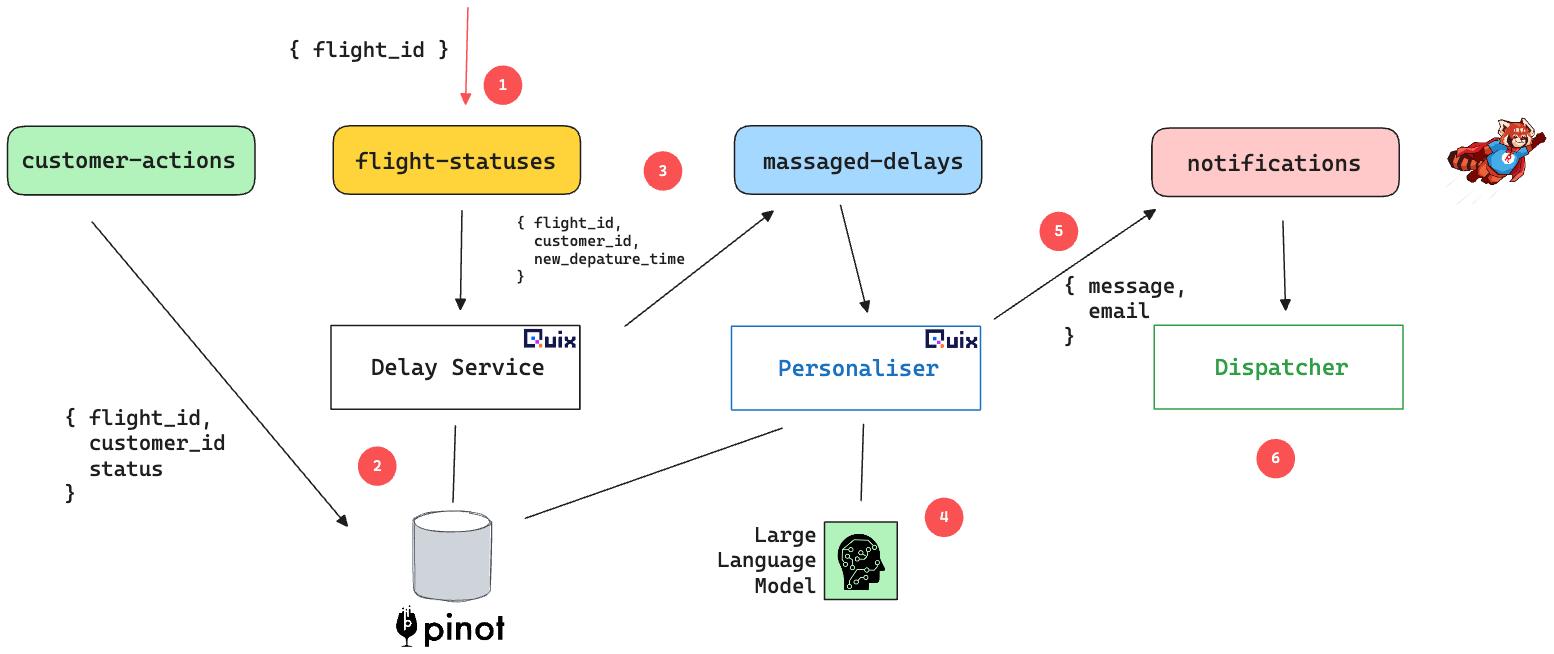 { flight_id }
1
customer-actions
flight-statuses
3
massaged-delays
notifications
{ flight_id,
customer_id,
new_depature_time
}
5
{ message,
email
}
Quix
Delay Service
Quix
Personaliser
Dispatcher
{ flight_id,
customer_id
status
}
2
6
4
Large
Language
Model
pinot